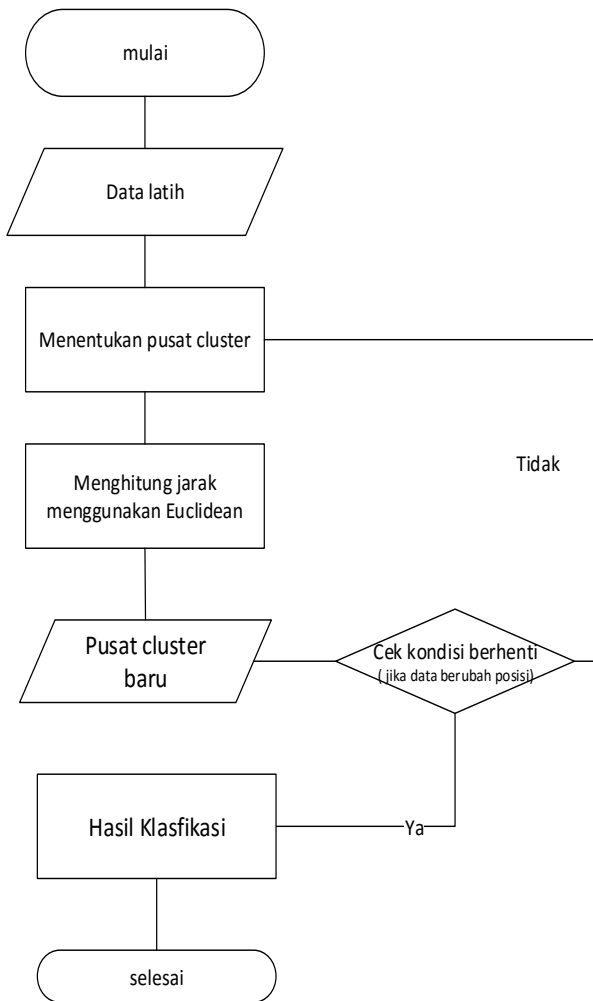 mulai
Data latih
Menentukan pusat cluster
Menghitung jarak
menggunakan Euclidean
Tidak
Pusat cluster
baru
Cek kondisi berhenti
( jika data berubah posisi)
Hasil Klasfikasi
Ya
selesai